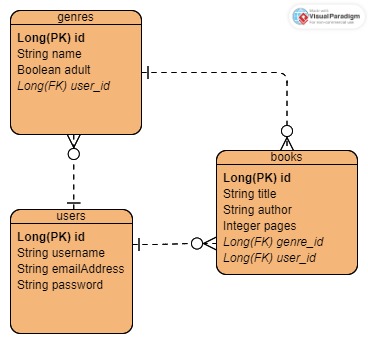 genres
Long(PK) id
String name
Boolean adult
Long(FK) user_id
Made with
VisualParadigm
For non-commercial use
books
Long(PK) id
String title
String author
Integer pages
Long(FK) genre_id
Long(FK) user_id
users
Long(PK) id
String username
String emailAddress
String password